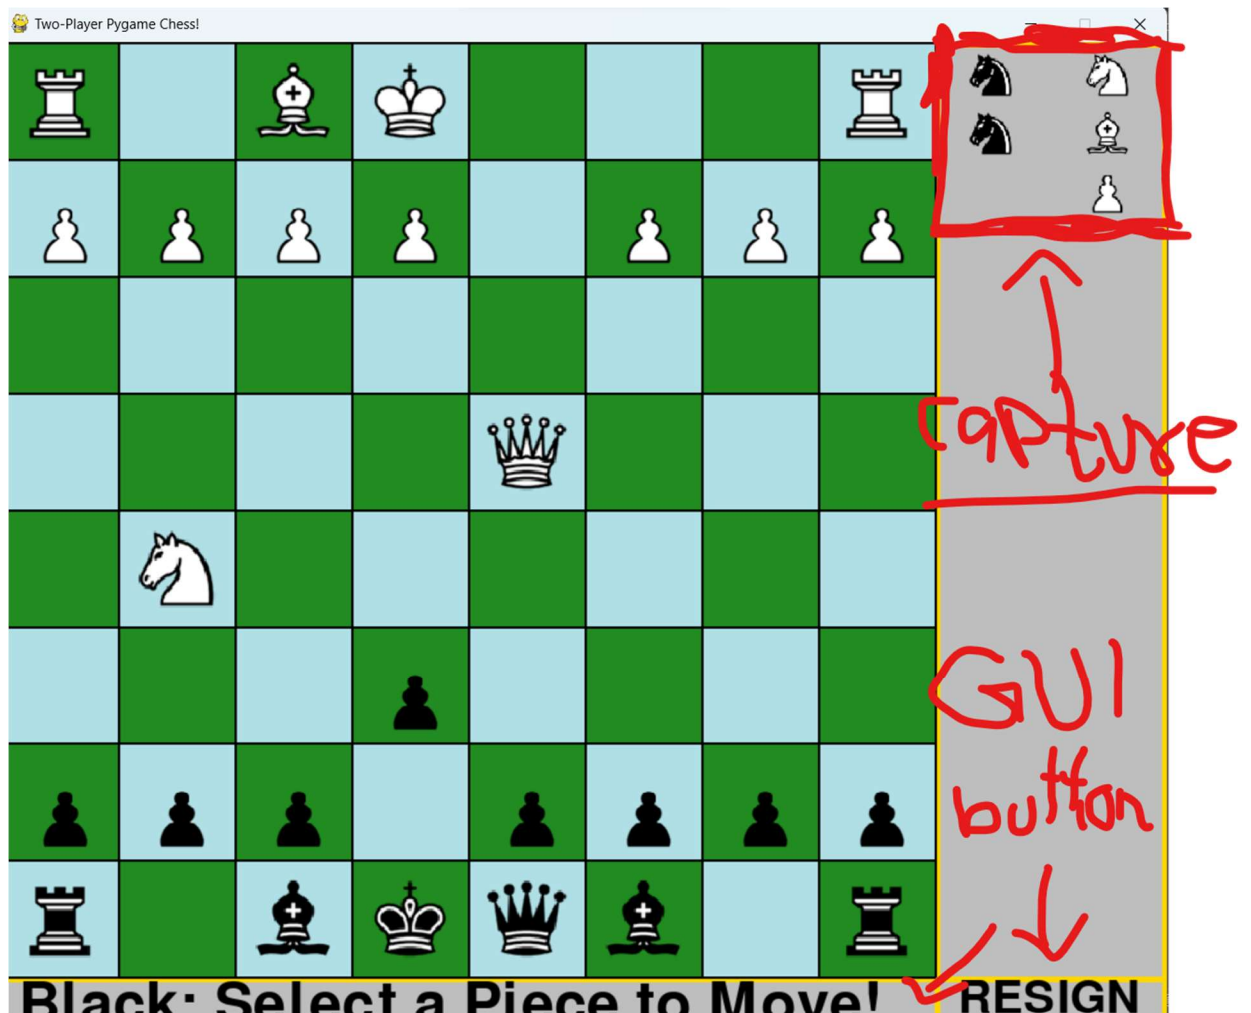 Two-Player Pygame Chess!
capture
GUI
button
Black: Select a Piece to Move!
RESIGN